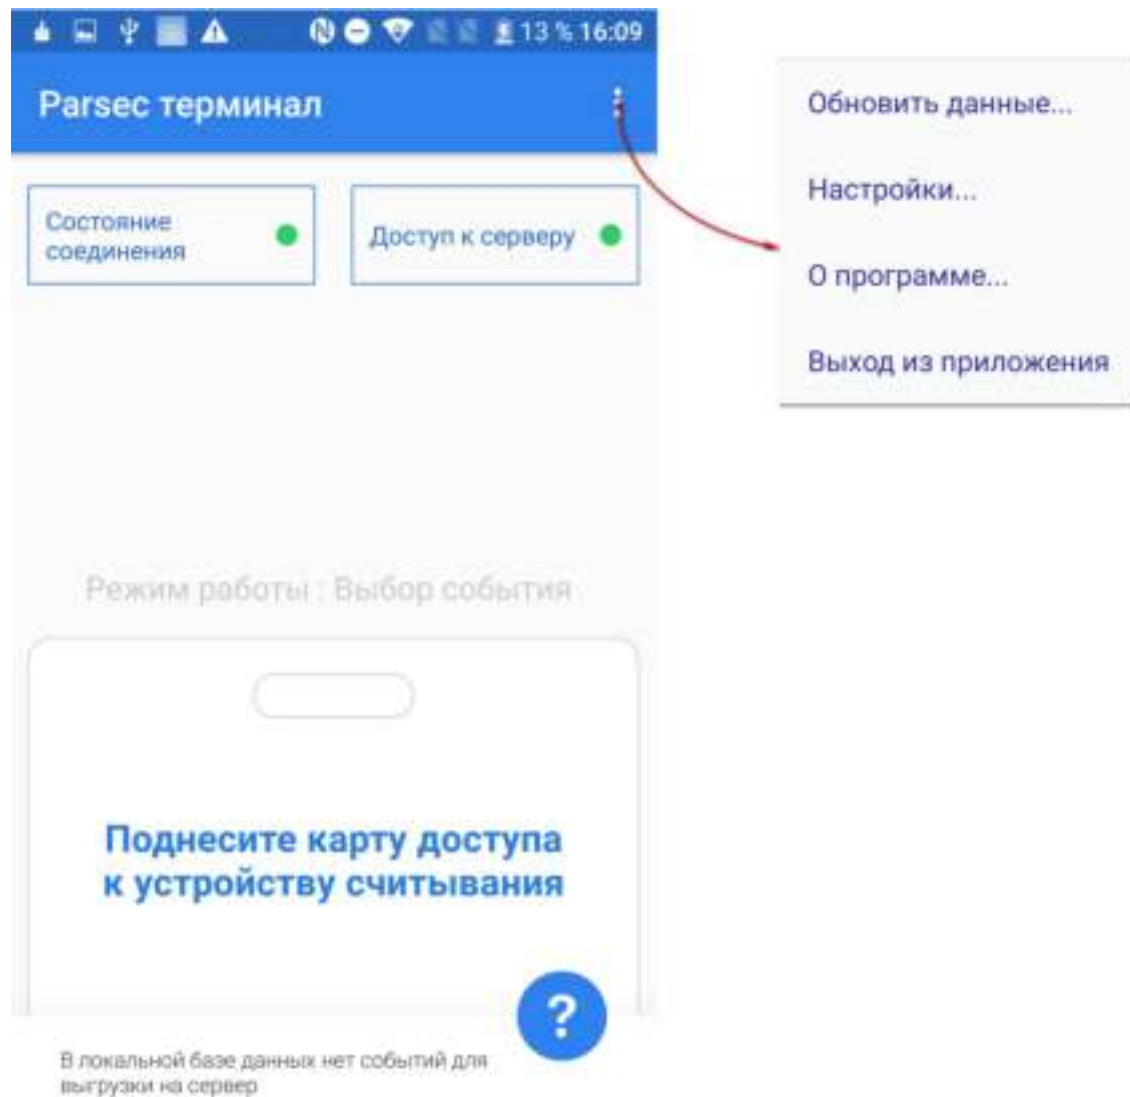 13 % 16:09
Parsec терминал
Состояние
соединения
Доступ к серверу
Обновить данные...
Настройки...
О программе...
Выход из приложения
Режим работы : Выбор события
Поднесите карту доступа
к устройству считывания
?
В локальной базе данных нет событий для
выгрузки на сервер